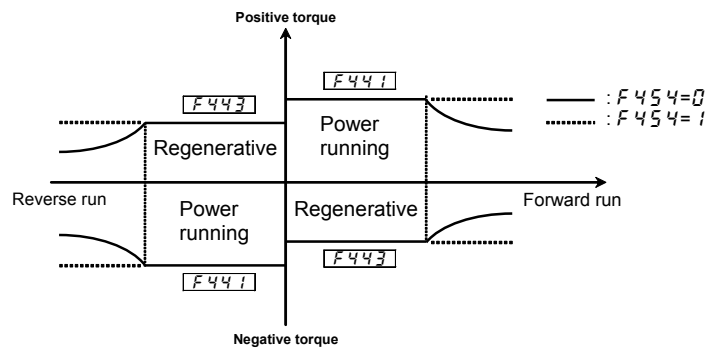 Positive torque
F441
F443
: F454=0
: F454=1
Power
running
Regenerative
Reverse run
Forward run
Power
running
Regenerative
F443
F441
Negative torque